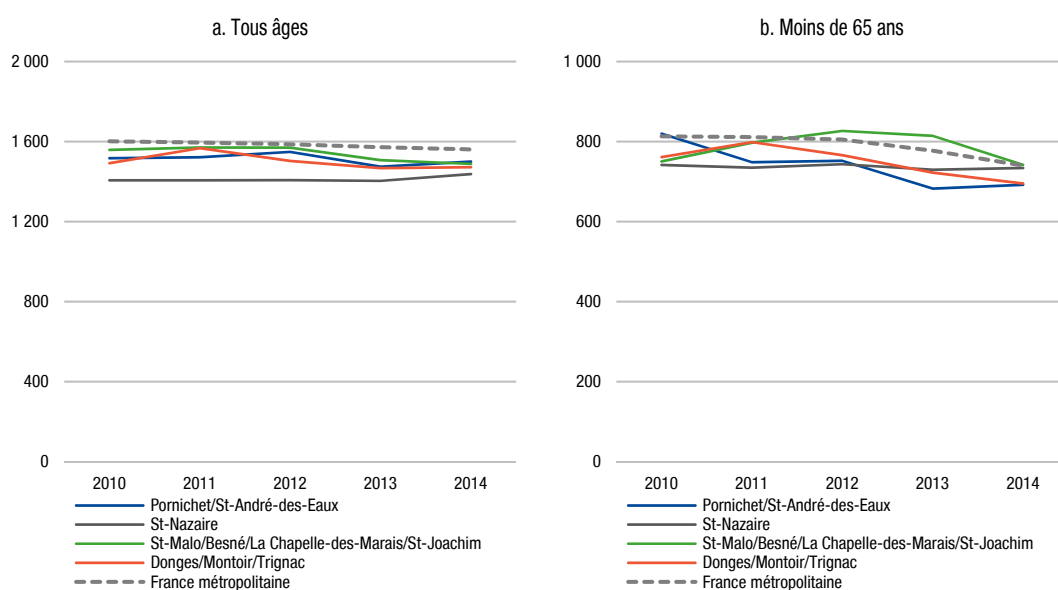 a. Tous âges
2 000
1 600
1 200
800
400
0
2010 2011 2012 2013 2014
Pornichet/St-André-des-Eaux
St-Nazaire
St-Malo/Besné/La Chapelle-des-Marais/St-Joachim
Donges/Montoir/Trignac
France métropolitaine
b. Moins de 65 ans
1 000
800
600
400
200
0
2010 2011 2012 2013 2014
Pornichet/St-André-des-Eaux
St-Nazaire
St-Malo/Besné/La Chapelle-des-Marais/St-Joachim
Donges/Montoir/Trignac
France métropolitaine